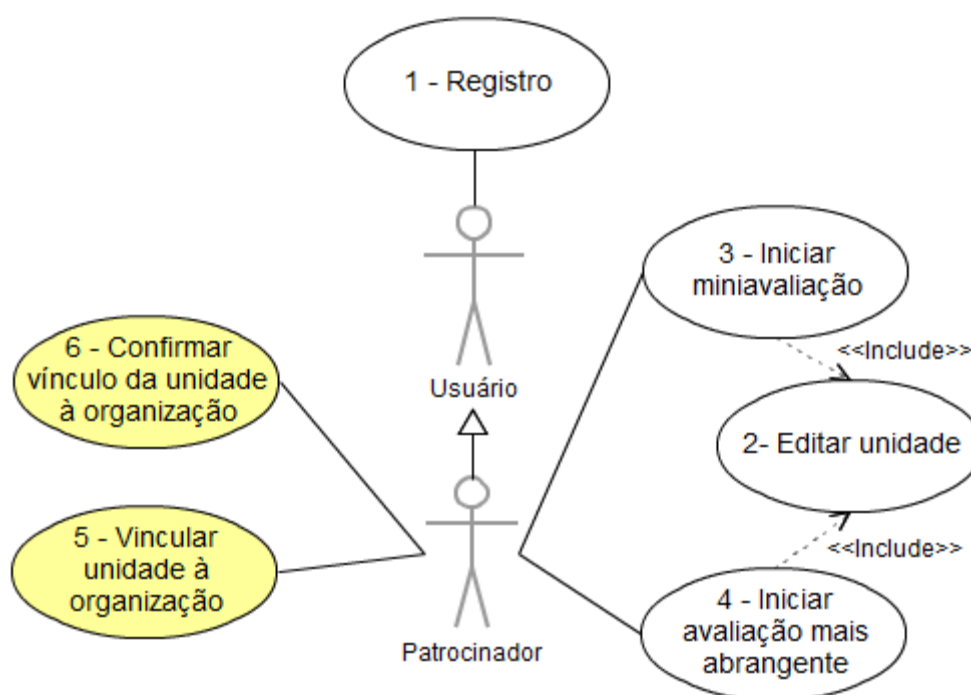 1 - Registro
Usuário
3 - Iniciar
miniavaliação
<<Include>>
2- Editar unidade
<<Include>>
4 - Iniciar
avaliação mais
abrangente
6 - Confirmar
vínculo da unidade
à organização
5 - Vincular
unidade à
organização
Patrocinador